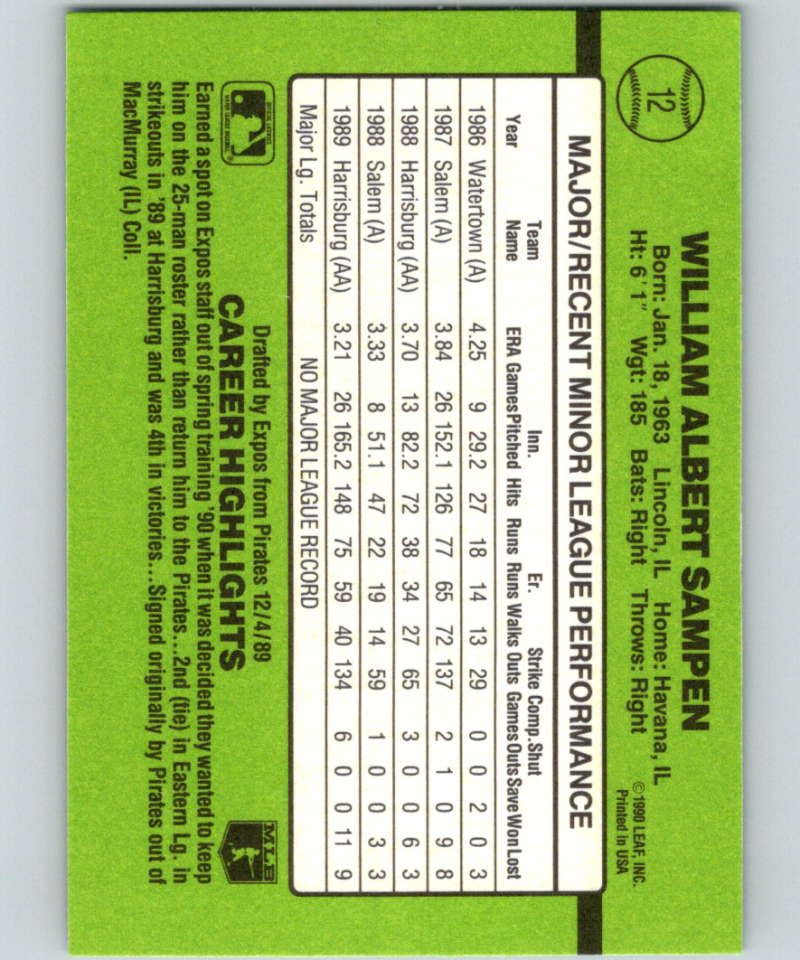 12
WILLIAM ALBERT SAMPEN
Born: Jan. 18, 1963 Lincoln, IL Home: Havana, IL
Ht: 6' 1" Wgt: 185 Bats: Right Throws: Right
©1990 LEAF, INC.
Printed in USA
MAJOR/RECENT MINOR LEAGUE PERFORMANCE
Team Inn. Er. Strike Comp. Shut
Year Name ERA Games Pitched Hits Runs Runs Walks Outs Games Outs Save Won Lost
1986 Watertown (A) 4.25 9 29.2 27 18 14 13 29 0 0 2 0 3
1987 Salem (A) 3.84 26 152.1 126 77 65 72 137 2 1 0 9 8
1988 Harrisburg (AA) 3.70 13 82.2 72 38 34 27 65 3 0 0 6 3
1988 Salem (A) 3.33 8 51.1 47 22 19 14 59 1 0 0 3 3
1989 Harrisburg (AA) 3.21 26 165.2 148 75 59 40 134 6 0 0 11 9
Major Lg. Totals NO MAJOR LEAGUE RECORD
Drafted by Expos from Pirates 12/4/89
CAREER HIGHLIGHTS
MLB
Earned a spot on Expos staff out of spring training '90 when it was decided they wanted to keep
him on the 25-man roster rather than return him to the Pirates...2nd (tie) in Eastern Lg. in
strikeouts in '89 at Harrisburg and was 4th in victories...Signed originally by Pirates out of
MacMurray (IL) Coll.